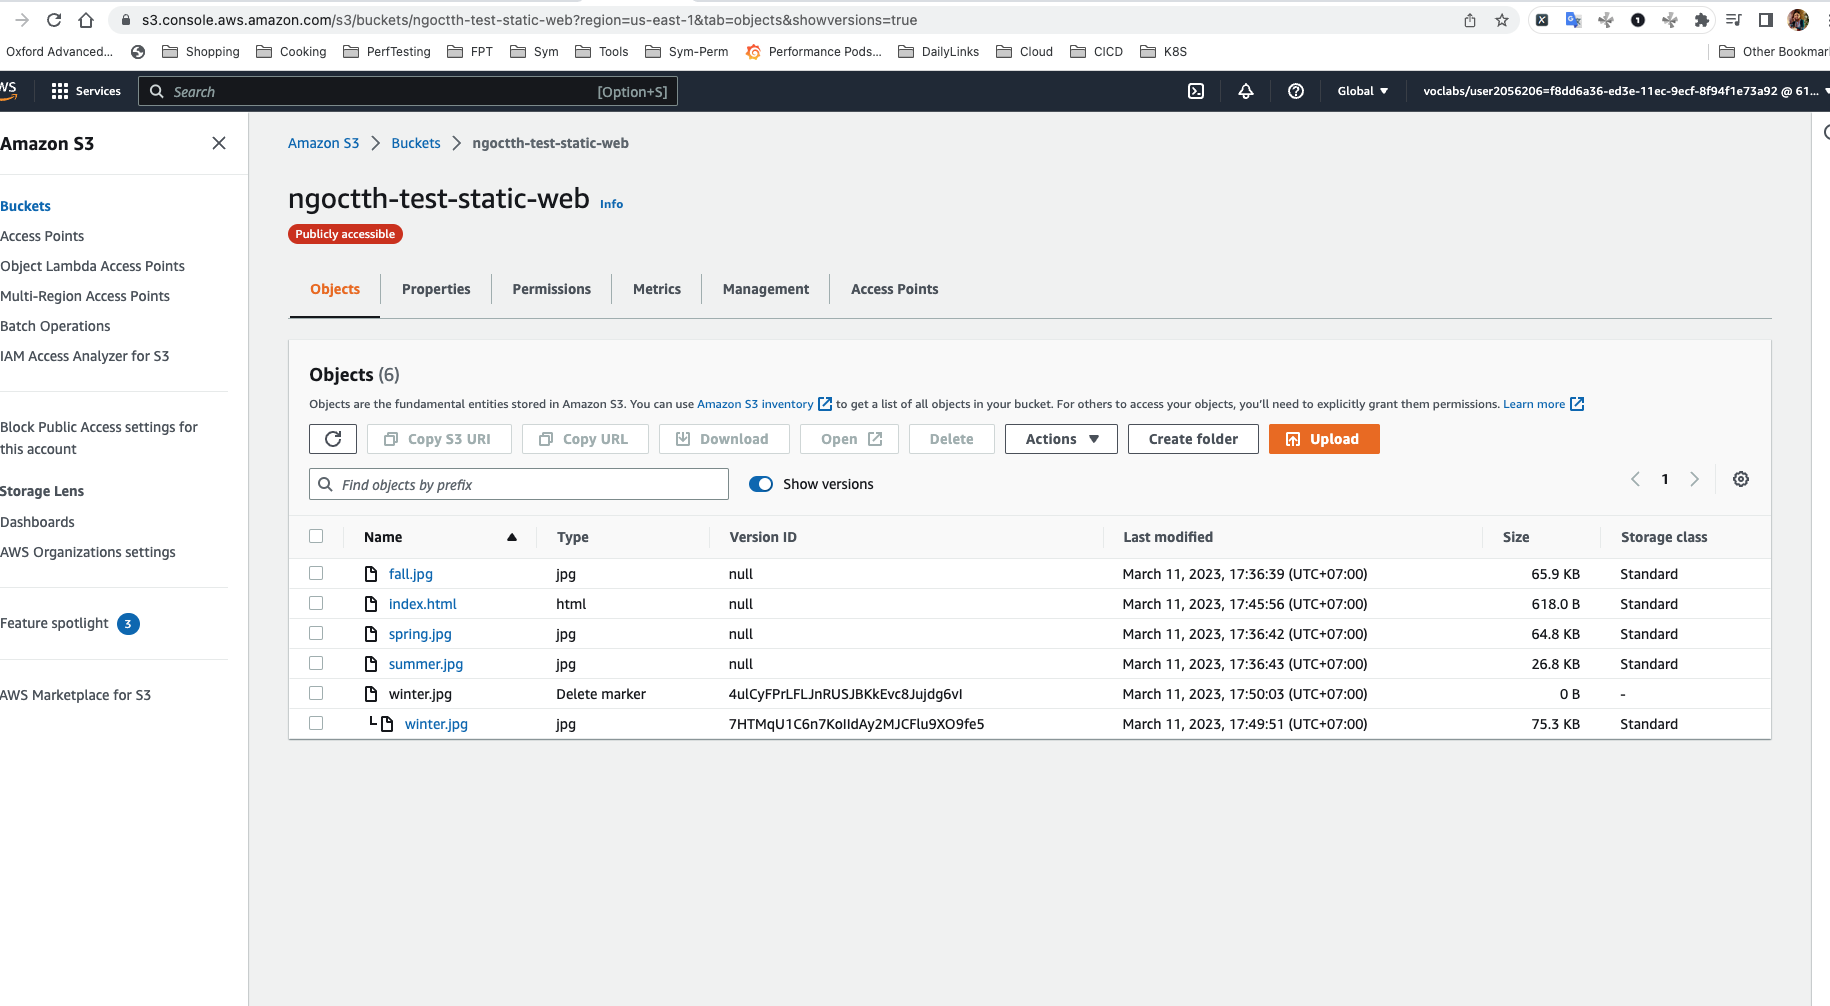 s3.console.aws.amazon.com/s3/buckets/ngoctth-test-static-web?region=us-east-1&tab=objects&showversions=true
Oxford Advanced... Shopping Cooking PerfTesting FPT Sym Tools Sym-Perm Performance Pods... DailyLinks Cloud CICD K8S Other Bookmar
Services Search [Option+S] Global voclabs/user2056206=f8dd6a36-ed3e-11ec-9ecf-8f94f1e73a92 @ 61...
Amazon S3
Buckets
Access Points
Object Lambda Access Points
Multi-Region Access Points
Batch Operations
IAM Access Analyzer for S3
Block Public Access settings for
this account
Storage Lens
Dashboards
AWS Organizations settings
Feature spotlight 3
AWS Marketplace for S3
Amazon S3 > Buckets > ngoctth-test-static-web
ngoctth-test-static-web Info
Publicly accessible
Objects Properties Permissions Metrics Management Access Points
Objects (6)
Objects are the fundamental entities stored in Amazon S3. You can use Amazon S3 inventory to get a list of all objects in your bucket. For others to access your objects, you'll need to explicitly grant them permissions. Learn more
Copy S3 URI Copy URL Download Open Delete Actions Create folder Upload
Find objects by prefix Show versions 1
Name Type Version ID Last modified Size Storage class
fall.jpg jpg null March 11, 2023, 17:36:39 (UTC+07:00) 65.9 KB Standard
index.html html null March 11, 2023, 17:45:56 (UTC+07:00) 618.0 B Standard
spring.jpg jpg null March 11, 2023, 17:36:42 (UTC+07:00) 64.8 KB Standard
summer.jpg jpg null March 11, 2023, 17:36:43 (UTC+07:00) 26.8 KB Standard
winter.jpg Delete marker 4ulCyFPrLFLJnRUSJBKkEvc8Jujdg6vI March 11, 2023, 17:50:03 (UTC+07:00) 0 B -
winter.jpg jpg 7HTMqU1C6n7KoIIdAy2MJCFlu9XO9fe5 March 11, 2023, 17:49:51 (UTC+07:00) 75.3 KB Standard